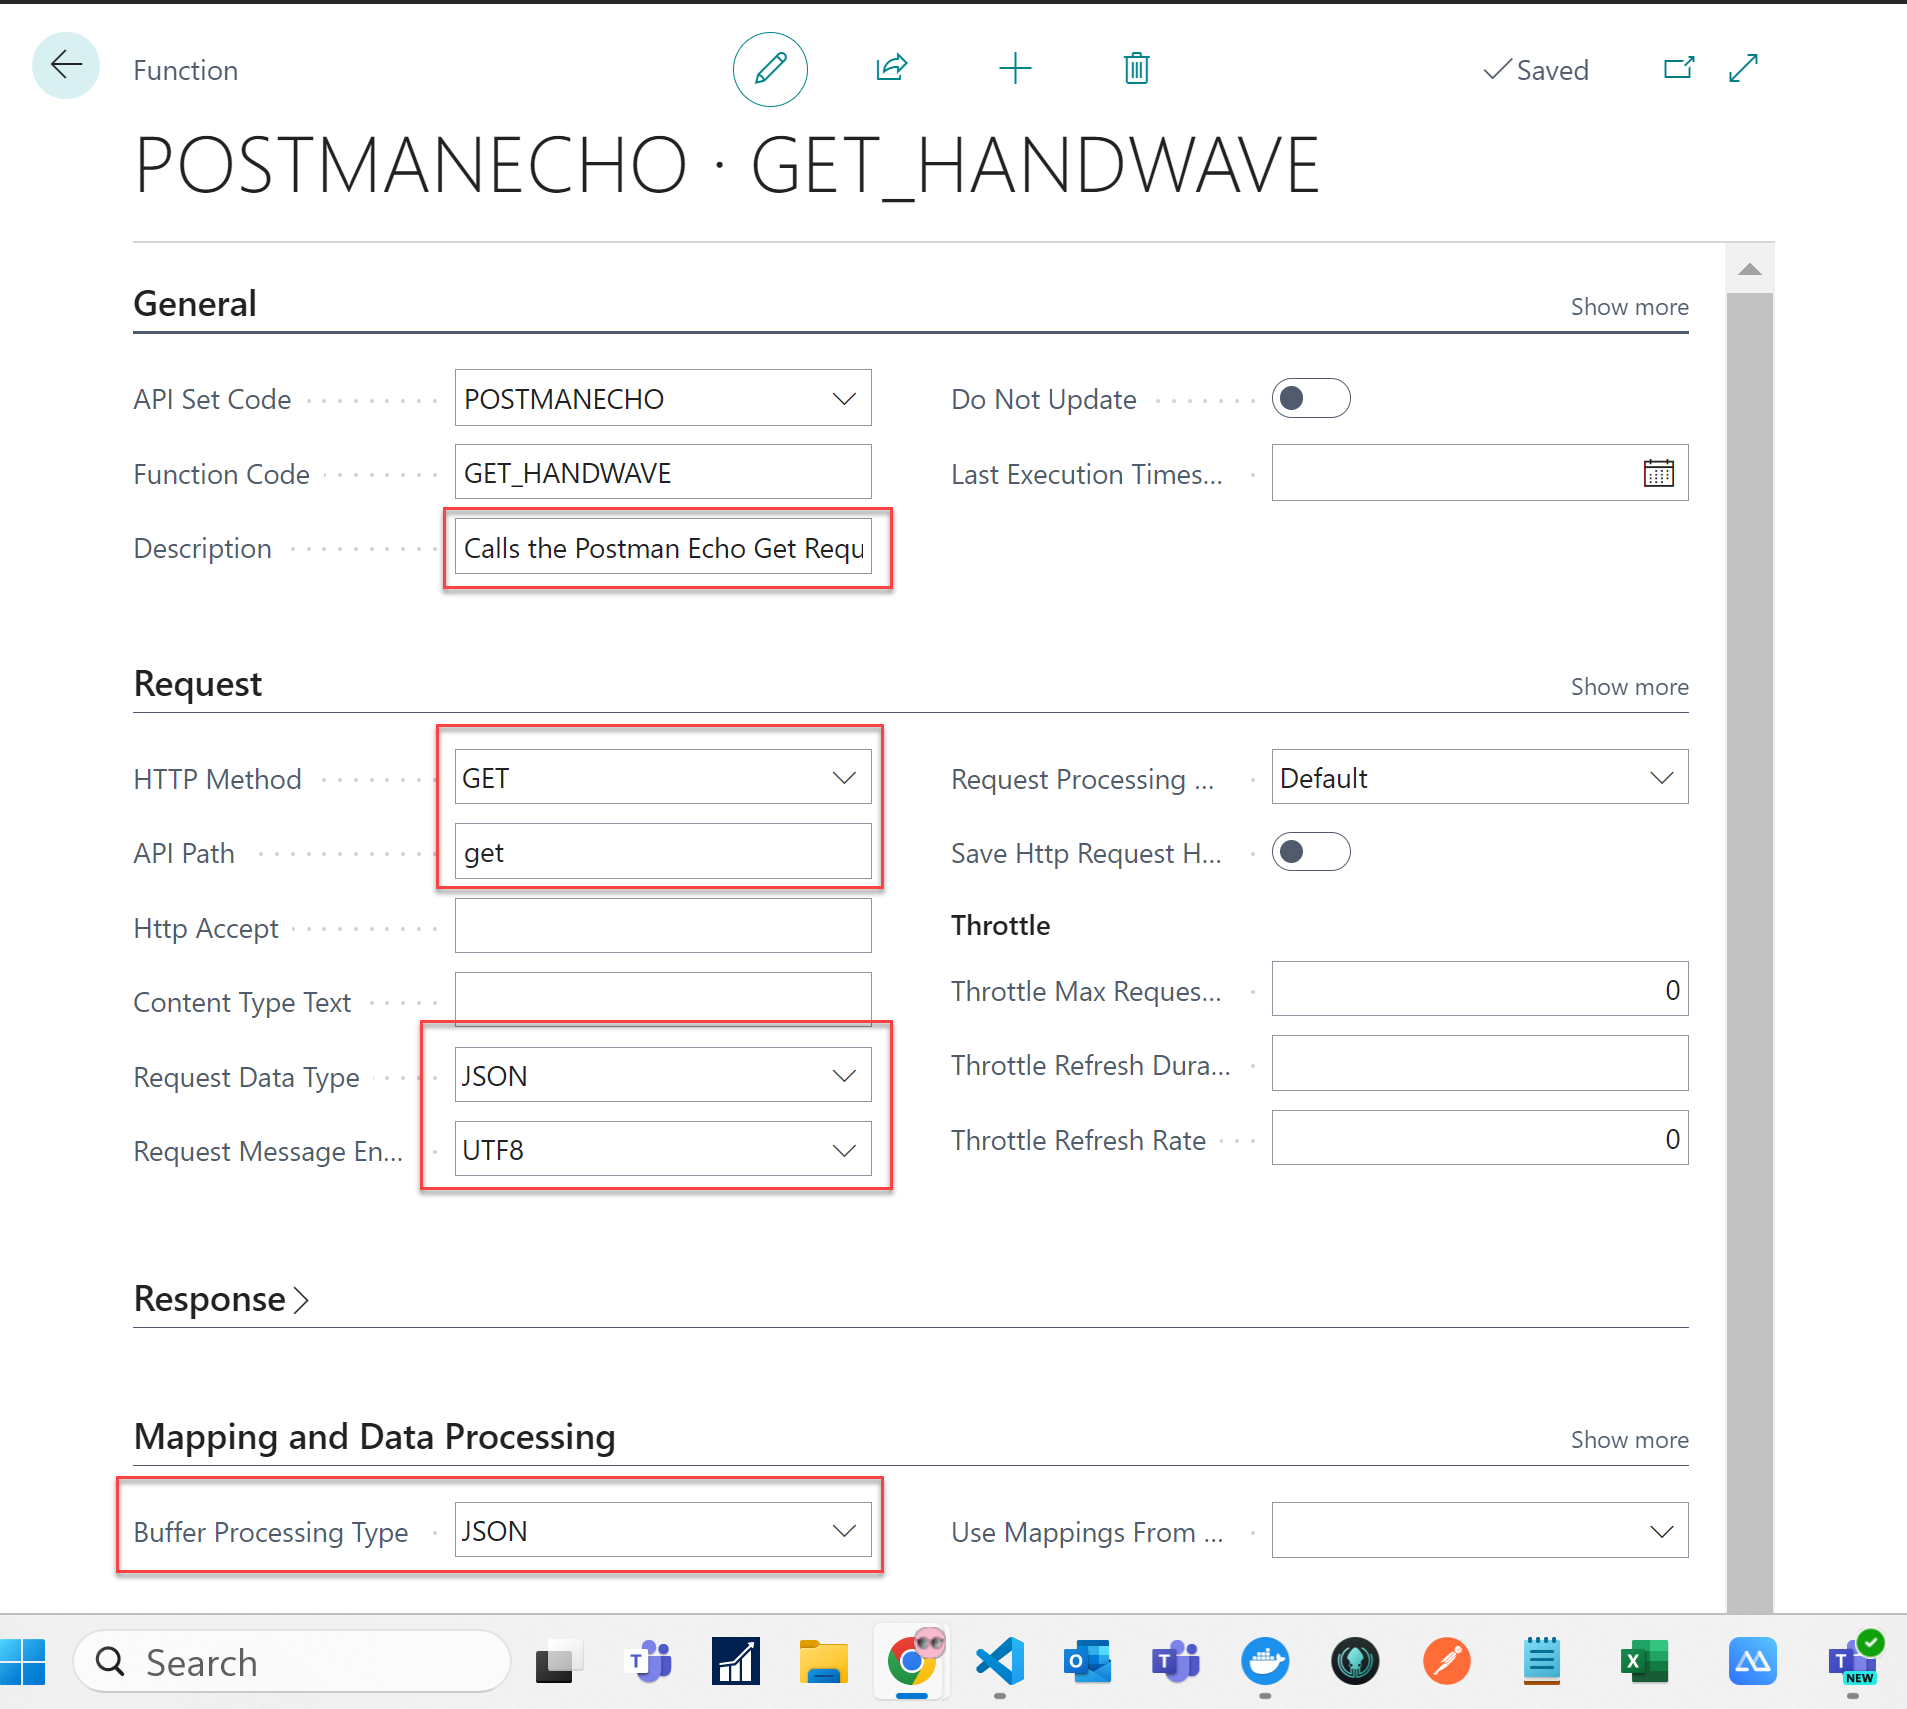 Function
Saved
POSTMANECHO · GET_HANDWAVE
General
Show more
API Set Code
POSTMANECHO
Do Not Update
Function Code
GET_HANDWAVE
Last Execution Times...
Description
Calls the Postman Echo Get Requ
Request
Show more
HTTP Method
GET
Request Processing ...
Default
API Path
get
Save Http Request H...
Http Accept
Throttle
Content Type Text
Throttle Max Reques...
0
Request Data Type
JSON
Throttle Refresh Dura...
Request Message En...
UTF8
Throttle Refresh Rate
0
Response
Mapping and Data Processing
Show more
Buffer Processing Type
JSON
Use Mappings From ...
Search
T
O
T
X
T
NEW